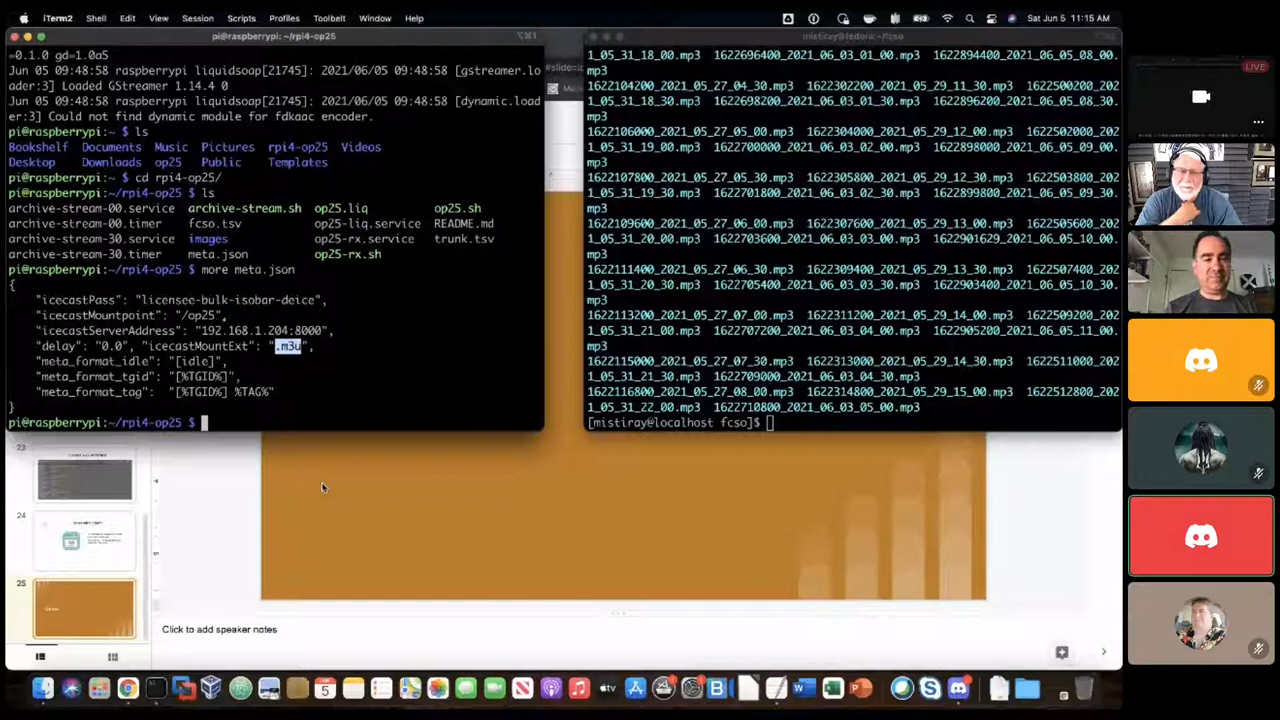 iTerm2 Shell Edit View Session Scripts Profiles Toolbelt Window Help
Sat Jun 5 11:15 AM
pi@raspberrypi: ~/rpi4-op25
=0.1.0 gd=1.0a5
Jun 05 09:48:58 raspberrypi liquidsoap[21745]: 2021/06/05 09:48:58 [gstreamer.lo
ader:3] Loaded GStreamer 1.14.4 0
Jun 05 09:48:58 raspberrypi liquidsoap[21745]: 2021/06/05 09:48:58 [dynamic.load
er:3] Could not find dynamic module for fdkaac encoder.
pi@raspberrypi:~ $ ls
Bookshelf Documents Music Pictures rpi4-op25 Videos
Desktop Downloads op25 Public Templates
pi@raspberrypi:~ $ cd rpi4-op25/
pi@raspberrypi:~/rpi4-op25 $ ls
archive-stream-00.service archive-stream.sh op25.liq op25.sh
archive-stream-00.timer fcso.tsv op25-liq.service README.md
archive-stream-30.service images op25-rx.service trunk.tsv
archive-stream-30.timer meta.json op25-rx.sh
pi@raspberrypi:~/rpi4-op25 $ more meta.json
{
"icecastPass": "licensee-bulk-isobar-deice",
"icecastMountpoint": "/op25",
"icecastServerAddress": "192.168.1.204:8000",
"delay": "0.0", "icecastMountExt": ".m3u",
"meta_format_idle": "[idle]",
"meta_format_tgid": "[%TGID%]",
"meta_format_tag": "[%TGID%] %TAG%"
}
pi@raspberrypi:~/rpi4-op25 $
mistiray@fedora:~/fcso
1_05_31_18_00.mp3 1622696400_2021_06_03_01_00.mp3 1622894400_2021_06_05_08_00.
mp3
1622104200_2021_05_27_04_30.mp3 1622302200_2021_05_29_11_30.mp3 1622500200_202
1_05_31_18_30.mp3 1622698200_2021_06_03_01_30.mp3 1622896200_2021_06_05_08_30.
mp3
1622106000_2021_05_27_05_00.mp3 1622304000_2021_05_29_12_00.mp3 1622502000_202
1_05_31_19_00.mp3 1622700000_2021_06_03_02_00.mp3 1622898000_2021_06_05_09_00.
mp3
1622107800_2021_05_27_05_30.mp3 1622305800_2021_05_29_12_30.mp3 1622503800_202
1_05_31_19_30.mp3 1622701800_2021_06_03_02_30.mp3 1622899800_2021_06_05_09_30.
mp3
1622109600_2021_05_27_06_00.mp3 1622307600_2021_05_29_13_00.mp3 1622505600_202
1_05_31_20_00.mp3 1622703600_2021_06_03_03_00.mp3 1622901629_2021_06_05_10_00.
mp3
1622111400_2021_05_27_06_30.mp3 1622309400_2021_05_29_13_30.mp3 1622507400_202
1_05_31_20_30.mp3 1622705400_2021_06_03_03_30.mp3 1622903400_2021_06_05_10_30.
mp3
1622113200_2021_05_27_07_00.mp3 1622311200_2021_05_29_14_00.mp3 1622509200_202
1_05_31_21_00.mp3 1622707200_2021_06_03_04_00.mp3 1622905200_2021_06_05_11_00.
mp3
1622115000_2021_05_27_07_30.mp3 1622313000_2021_05_29_14_30.mp3 1622511000_202
1_05_31_21_30.mp3 1622709000_2021_06_03_04_30.mp3
1622116800_2021_05_27_08_00.mp3 1622314800_2021_05_29_15_00.mp3 1622512800_202
1_05_31_22_00.mp3 1622710800_2021_06_03_05_00.mp3
[mistiray@localhost fcso]$
23
24
25
Click to add speaker notes
LIVE